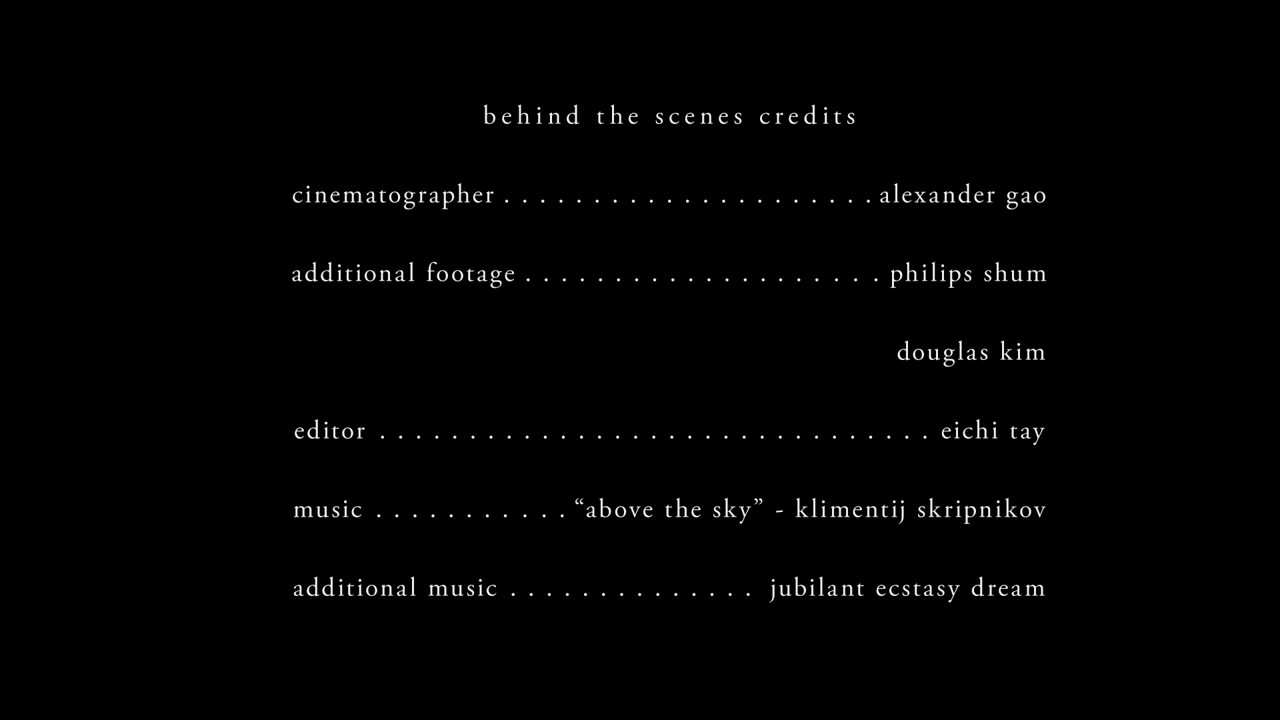 behind the scenes credits
cinematographer . . . . . . . . . . . . . . . . . . . . . alexander gao
additional footage . . . . . . . . . . . . . . . . . . . . philips shum
douglas kim
editor . . . . . . . . . . . . . . . . . . . . . . . . . . . . . . . eichi tay
music . . . . . . . . . . . “above the sky” - klimentij skripnikov
additional music . . . . . . . . . . . . . . jubilant ecstasy dream